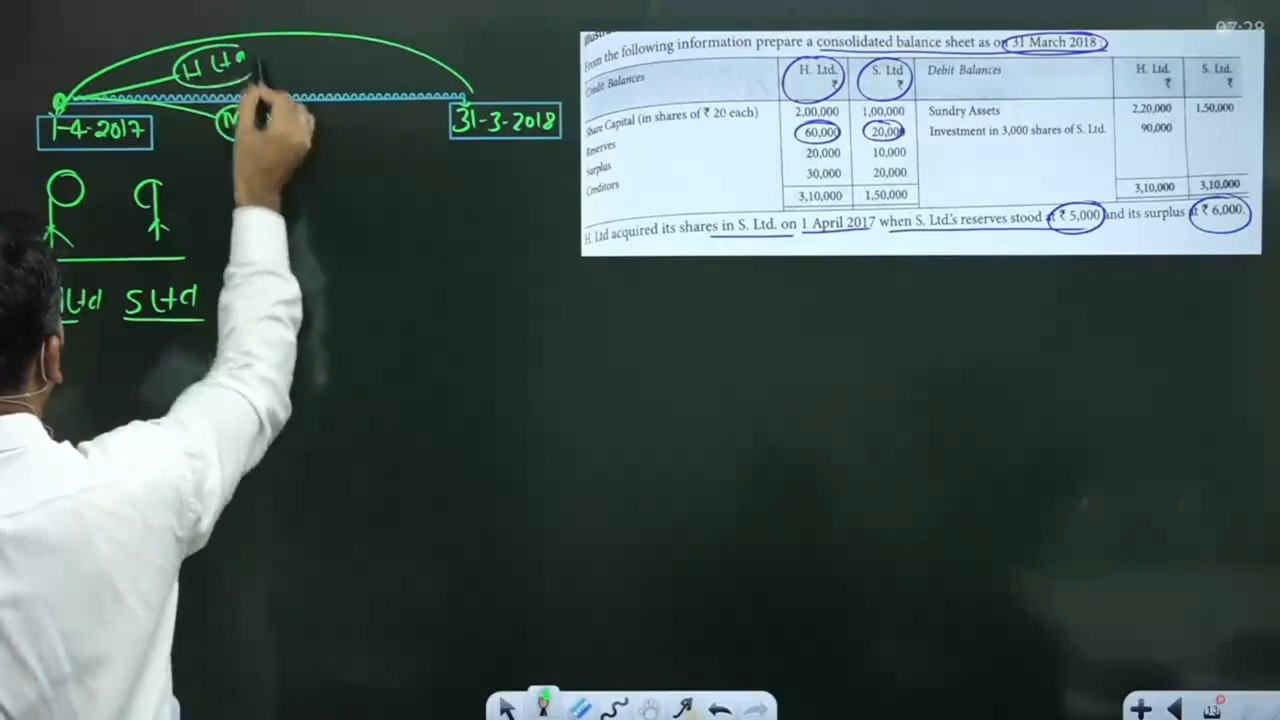 07:28
Illustr
From the following information prepare a consolidated balance sheet as on 31 March 2018 :
Credit Balances H. Ltd. ₹ S. Ltd ₹ Debit Balances H. Ltd. ₹ S. Ltd. ₹
Share Capital (in shares of ₹ 20 each) 2,00,000 1,00,000 Sundry Assets 2,20,000 1,50,000
Reserves 60,000 20,000 Investment in 3,000 shares of S. Ltd. 90,000
Surplus 20,000 10,000
Creditors 30,000 20,000
3,10,000 1,50,000 3,10,000 3,10,000
H. Ltd acquired its shares in S. Ltd. on 1 April 2017 when S. Ltd's reserves stood at ₹ 5,000 and its surplus at ₹ 6,000.
H Ltd
M
1-4-2017 31-3-2018
Ltd S Ltd
13